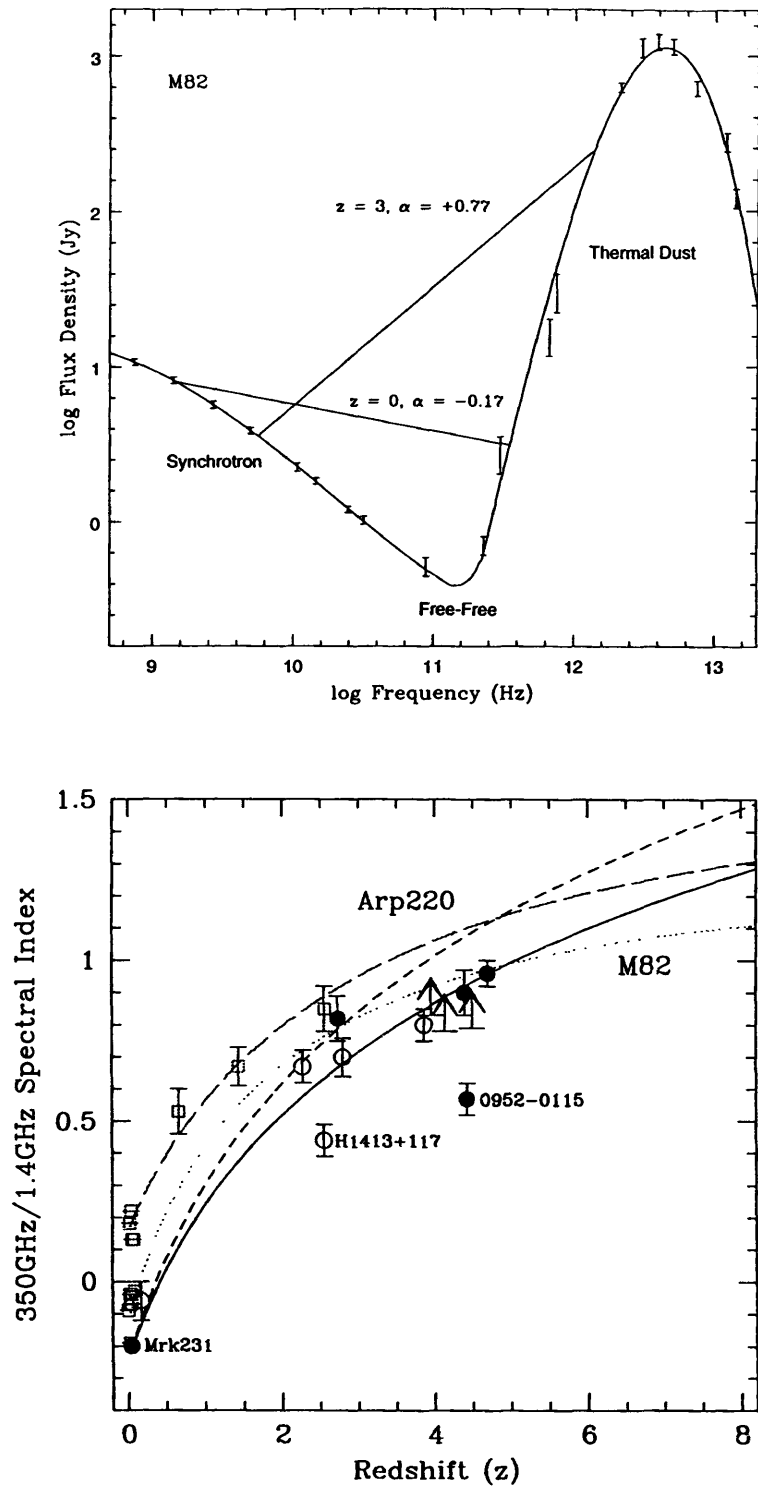 3
M82
z = 3, α = +0.77
2
Thermal Dust
log Flux Density (Jy)
1
z = 0, α = −0.17
Synchrotron
0
Free-Free
9 10 11 12 13
log Frequency (Hz)
1.5
Arp220
1
M82
350GHz/1.4GHz Spectral Index
0952−0115
0.5
H1413+117
0
Mrk231
0 2 4 6 8
Redshift (z)